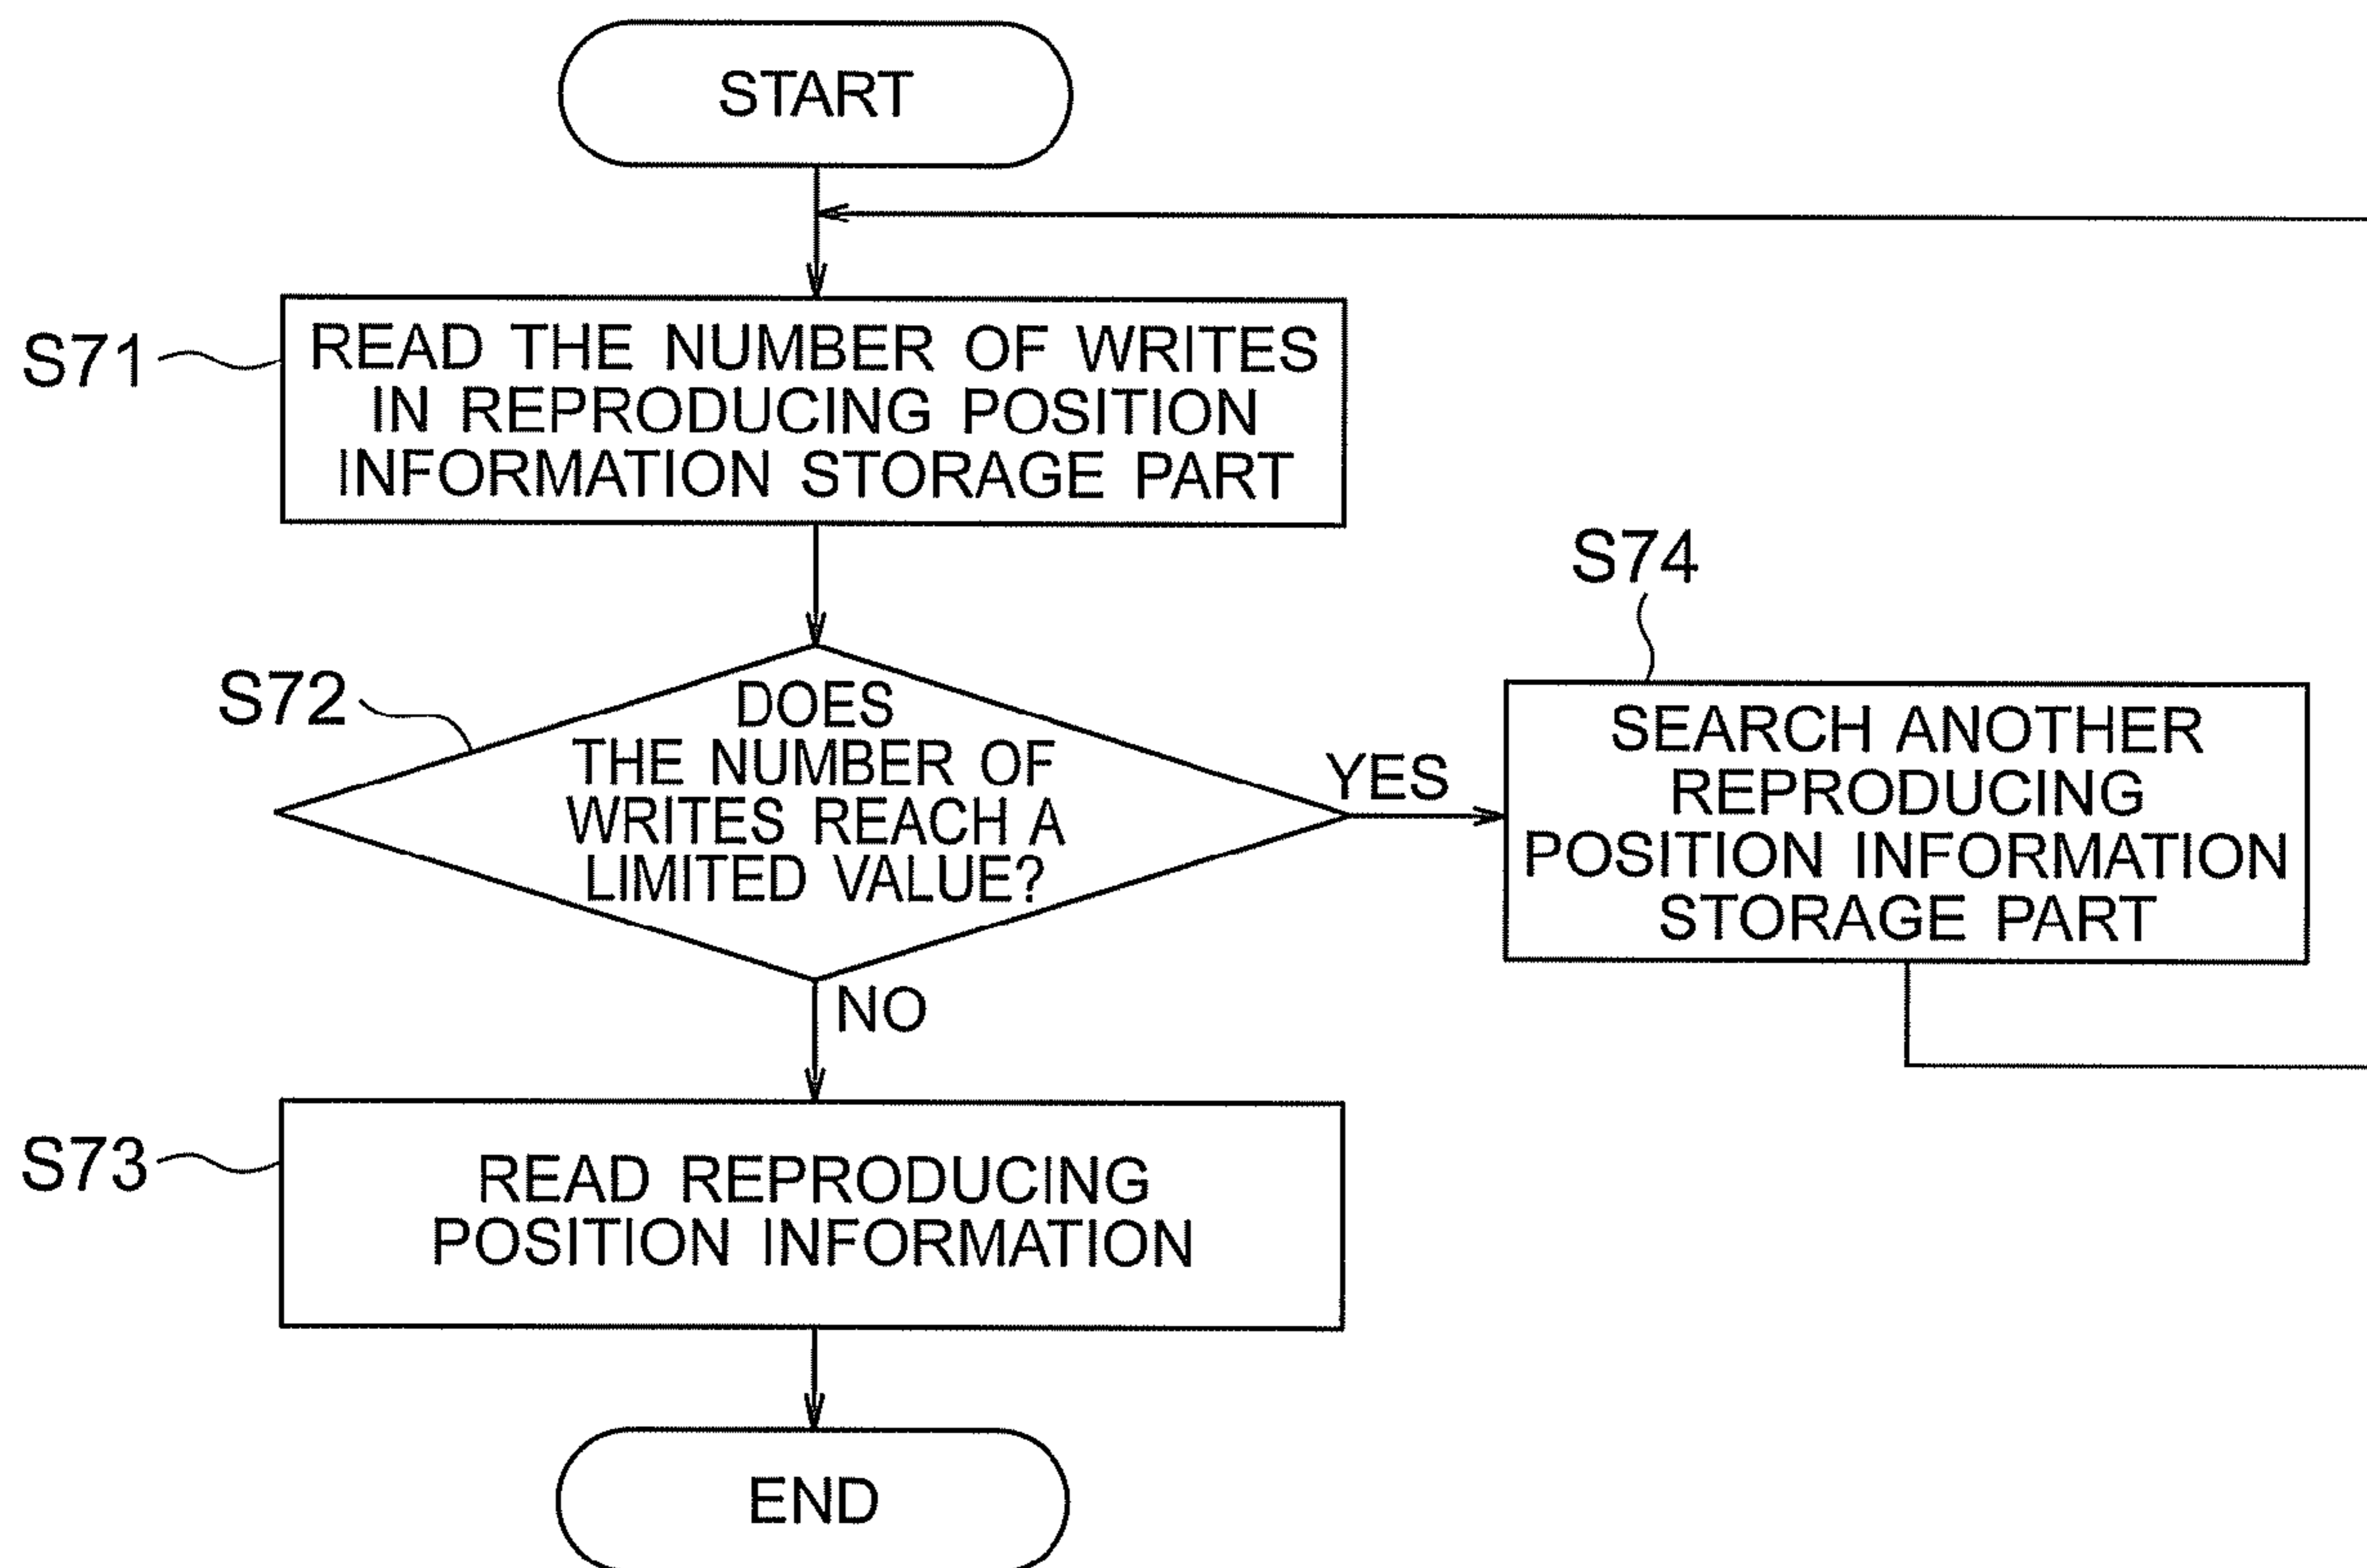 START
S71
READ THE NUMBER OF WRITES
IN REPRODUCING POSITION
INFORMATION STORAGE PART
S72
DOES
THE NUMBER OF
WRITES REACH A
LIMITED VALUE?
YES
S74
SEARCH ANOTHER
REPRODUCING
POSITION INFORMATION
STORAGE PART
NO
S73
READ REPRODUCING
POSITION INFORMATION
END